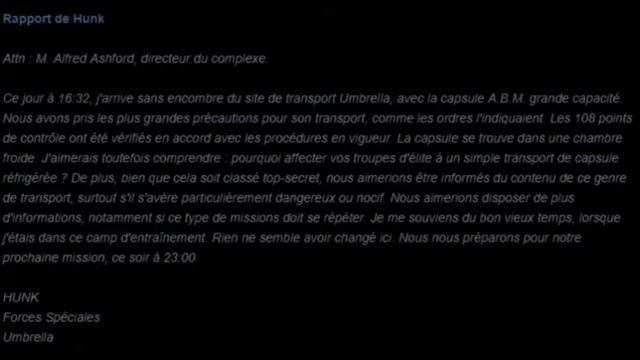 Rapport de Hunk
Attn : M. Alfred Ashford, directeur du complexe.
Ce jour à 16:32, j'arrive sans encombre du site de transport Umbrella, avec la capsule A.B.M. grande capacité.
Nous avons pris les plus grandes précautions pour son transport, comme les ordres l'indiquaient. Les 108 points
de contrôle ont été vérifiés en accord avec les procédures en vigueur. La capsule se trouve dans une chambre
froide. J'aimerais toutefois comprendre : pourquoi affecter vos troupes d'élite à un simple transport de capsule
réfrigérée ? De plus, bien que cela soit classé top-secret, nous aimerions être informés du contenu de ce genre
de transport, surtout s'il s'avère particulièrement dangereux ou nocif. Nous aimerions disposer de plus
d'informations, notamment si ce type de missions doit se répéter. Je me souviens du bon vieux temps, lorsque
j'étais dans ce camp d'entraînement. Rien ne semble avoir changé ici. Nous nous préparons pour notre
prochaine mission, ce soir à 23:00
HUNK
Forces Spéciales
Umbrella